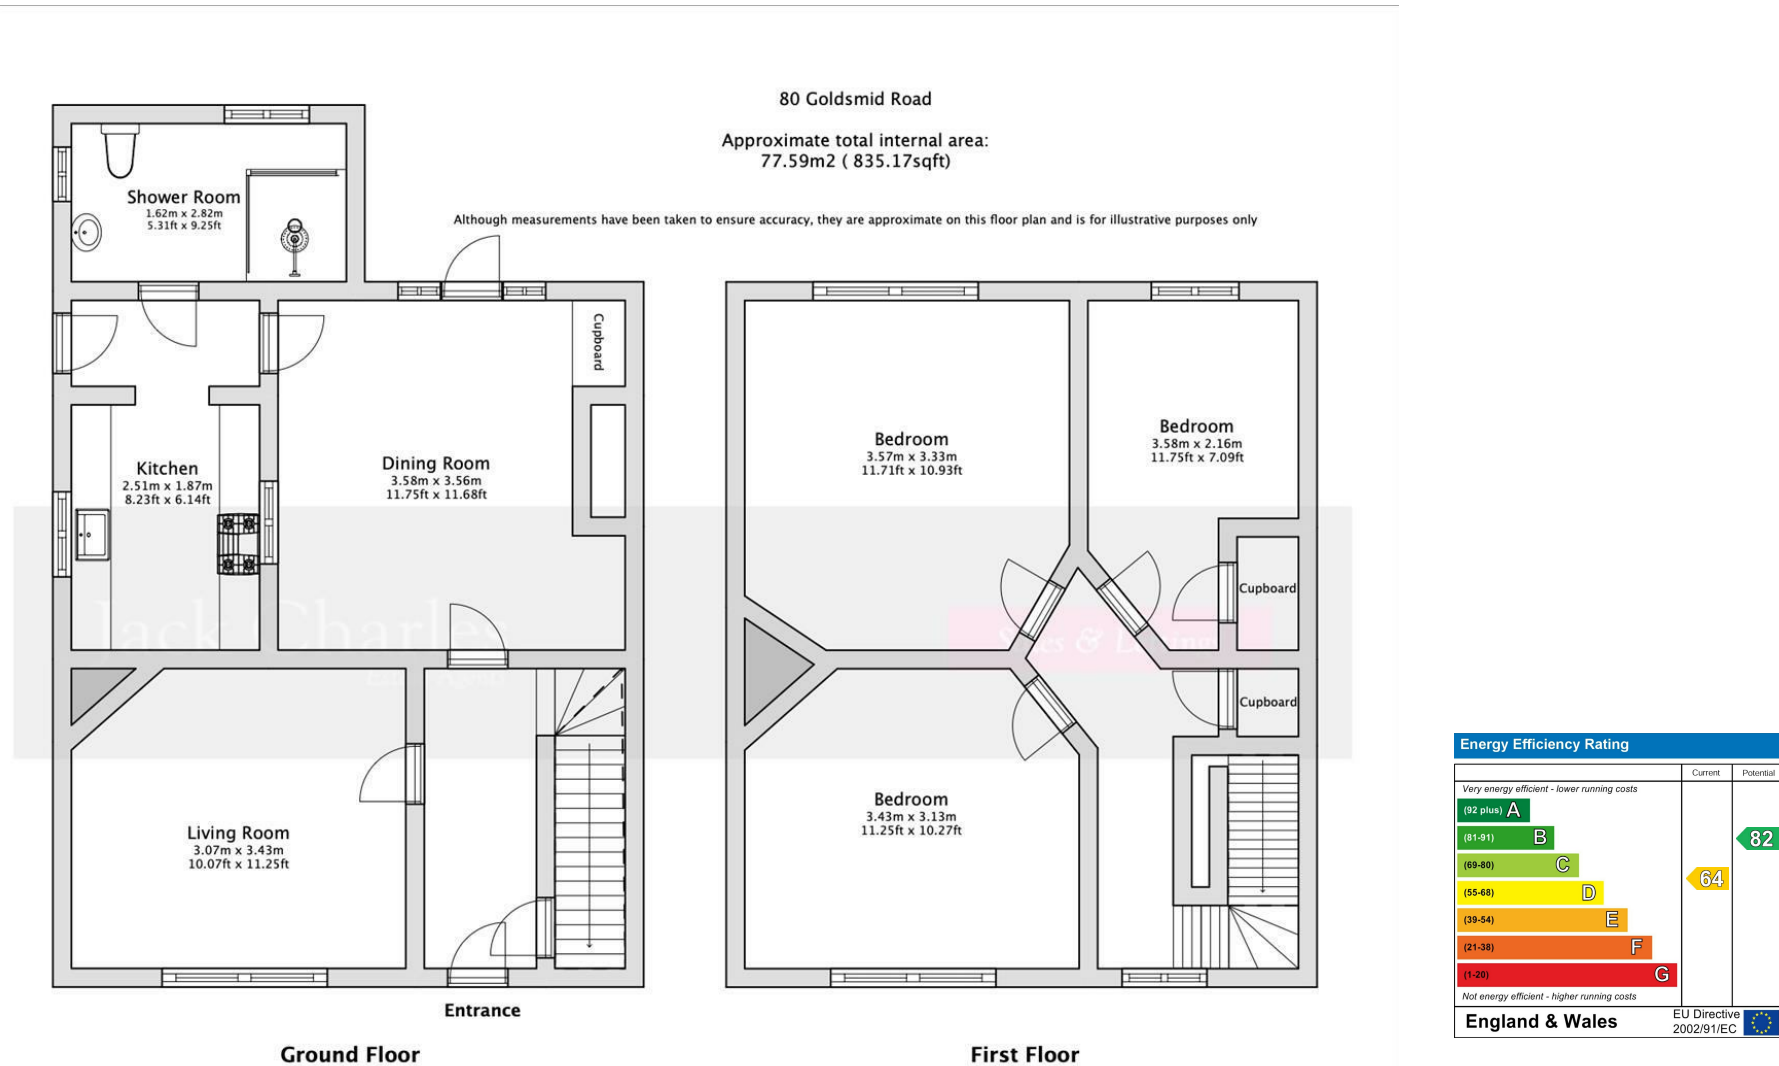 80 Goldsmid Road
Approximate total internal area:
77.59m2 ( 835.17sqft)
Although measurements have been taken to ensure accuracy, they are approximate on this floor plan and is for illustrative purposes only
Shower Room
1.62m x 2.82m
5.31ft x 9.25ft
Cupboard
Kitchen
2.51m x 1.87m
8.23ft x 6.14ft
Dining Room
3.58m x 3.56m
11.75ft x 11.68ft
Jack Charles
Estate Agents
Living Room
3.07m x 3.43m
10.07ft x 11.25ft
Entrance
Ground Floor
Bedroom
3.57m x 3.33m
11.71ft x 10.93ft
Bedroom
3.58m x 2.16m
11.75ft x 7.09ft
Cupboard
Sales & Lettings
Cupboard
Bedroom
3.43m x 3.13m
11.25ft x 10.27ft
First Floor
Energy Efficiency Rating
Current Potential
Very energy efficient - lower running costs
(92 plus) A
(81-91) B
82
(69-80) C
64
(55-68) D
(39-54) E
(21-38) F
(1-20) G
Not energy efficient - higher running costs
England & Wales
EU Directive
2002/91/EC